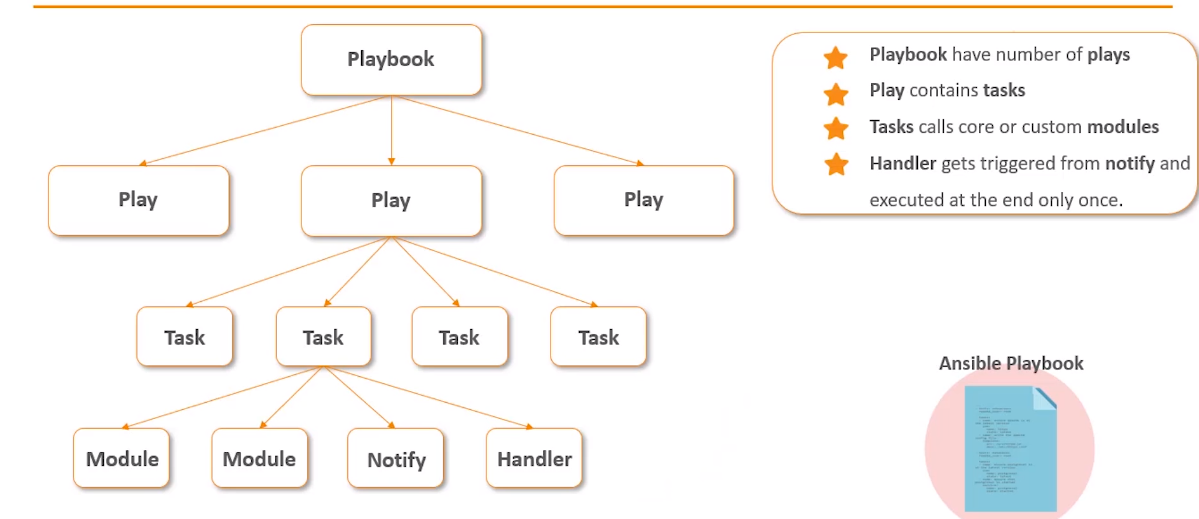 Playbook
Play
Play
Play
Task
Task
Task
Task
Module
Module
Notify
Handler
Playbook have number of plays
Play contains tasks
Tasks calls core or custom modules
Handler gets triggered from notify and
executed at the end only once.
Ansible Playbook